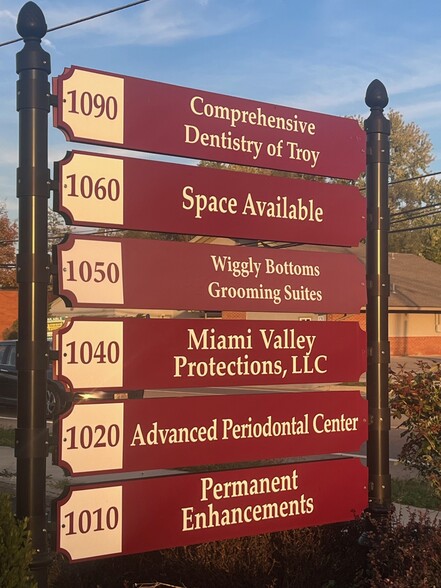 1090
Comprehensive
Dentistry of Troy
1060
Space Available
1050
Wiggly Bottoms
Grooming Suites
1040
Miami Valley
Protections, LLC
1020
Advanced Periodontal Center
1010
Permanent
Enhancements